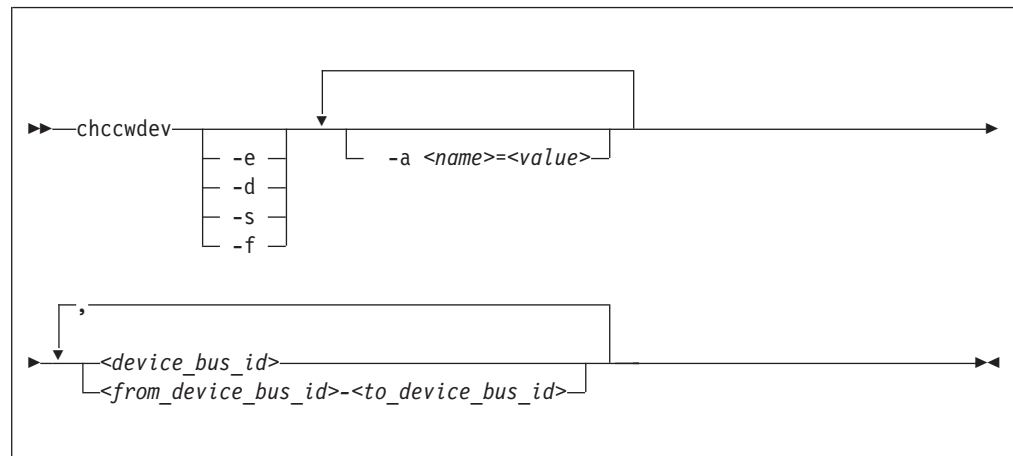 chccwdev
-e
-d
-s
-f
-a <name>=<value>
,
<device_bus_id>
<from_device_bus_id>-<to_device_bus_id>